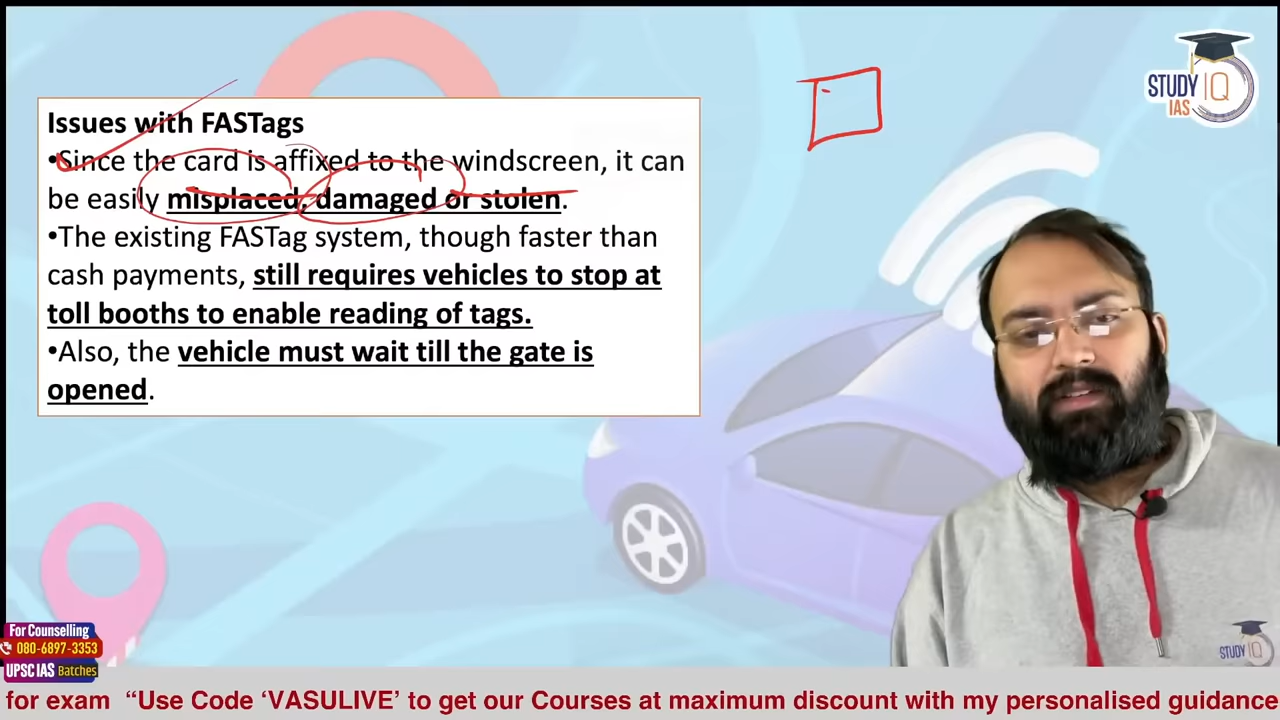 STUDY IQ
IAS
Issues with FASTags
•Since the card is affixed to the windscreen, it can
be easily misplaced, damaged or stolen.
•The existing FASTag system, though faster than
cash payments, still requires vehicles to stop at
toll booths to enable reading of tags.
•Also, the vehicle must wait till the gate is
opened.
For Counselling
080-6897-3353
UPSC IAS Batches
STUDY IQ
for exam “Use Code ‘VASULIVE’ to get our Courses at maximum discount with my personalised guidance